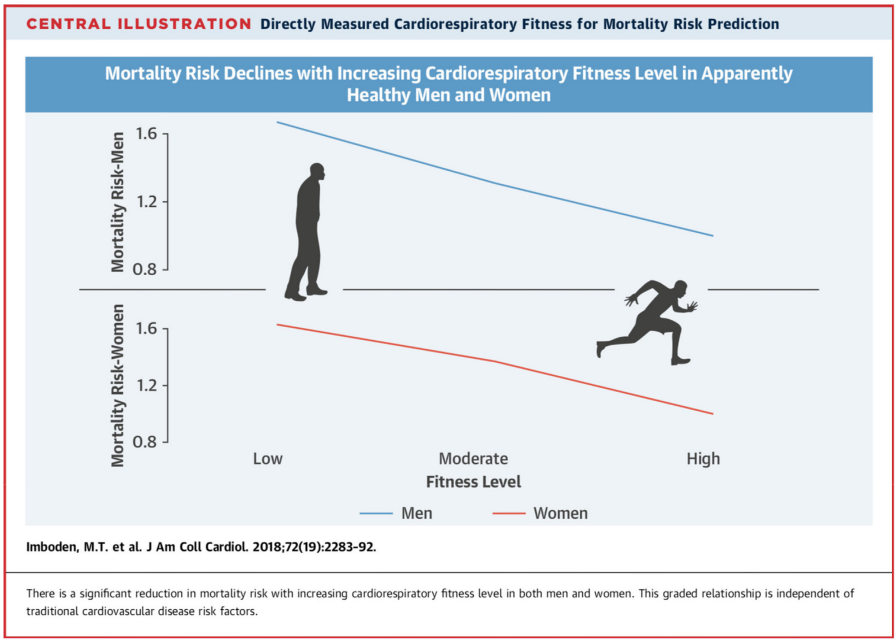 CENTRAL ILLUSTRATION Directly Measured Cardiorespiratory Fitness for Mortality Risk Prediction
Mortality Risk Declines with Increasing Cardiorespiratory Fitness Level in Apparently
Healthy Men and Women
Mortality Risk-Men
1.6
1.2
0.8
Mortality Risk-Women
1.6
1.2
0.8
Low Moderate High
Fitness Level
Men Women
Imboden, M.T. et al. J Am Coll Cardiol. 2018;72(19):2283-92.
There is a significant reduction in mortality risk with increasing cardiorespiratory fitness level in both men and women. This graded relationship is independent of
traditional cardiovascular disease risk factors.